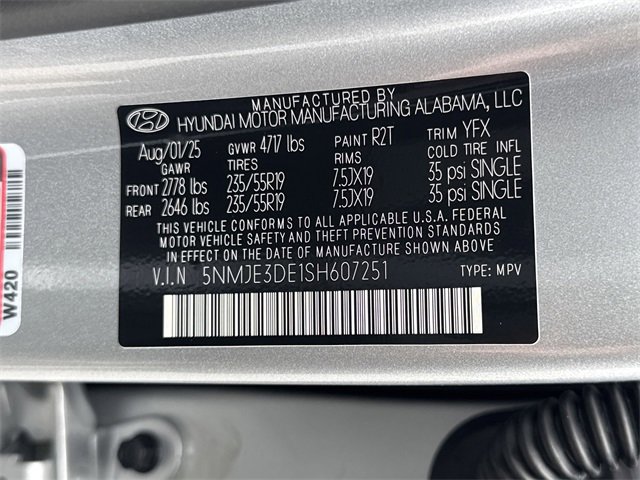 MANUFACTURED BY
HYUNDAI MOTOR MANUFACTURING ALABAMA, LLC
Aug/01/25 GVWR 4717 lbs PAINT R2T TRIM YFX
GAWR TIRES RIMS COLD TIRE INFL
FRONT 2778 lbs 235/55R19 7.5JX19 35 psi SINGLE
REAR 2646 lbs 235/55R19 7.5JX19 35 psi SINGLE
THIS VEHICLE CONFORMS TO ALL APPLICABLE U.S.A. FEDERAL
MOTOR VEHICLE SAFETY AND THEFT PREVENTION STANDARDS
IN EFFECT ON THE DATE OF MANUFACTURE SHOWN ABOVE.
V.I.N 5NMJE3DE1SH607251 TYPE: MPV
W420